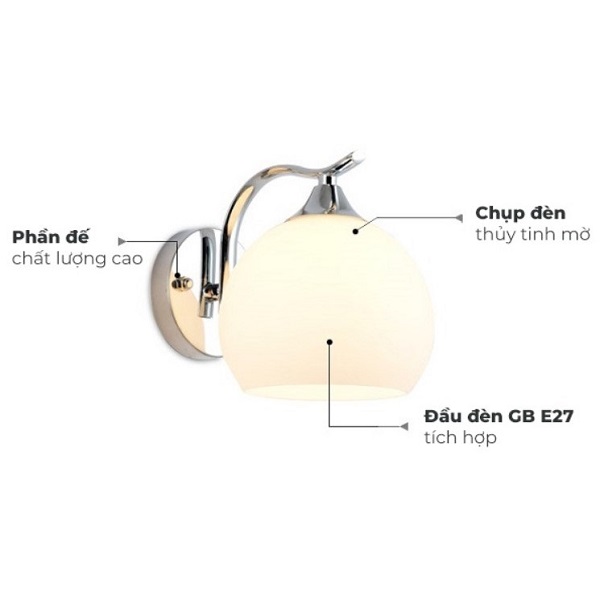 Phần đế
chất lượng cao
Chụp đèn
thủy tinh mờ
Đầu đèn GB E27
tích hợp